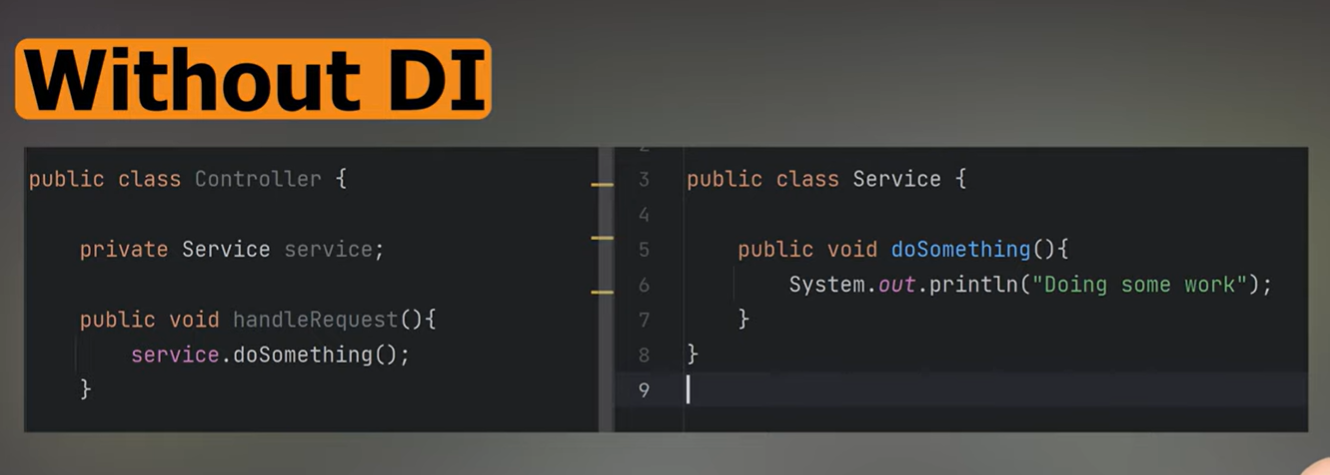 Without DI
public class Controller {
private Service service;
public void handleRequest(){
service.doSomething();
}
3 public class Service {
4
5 public void doSomething(){
6 System.out.println("Doing some work");
7 }
8 }
9